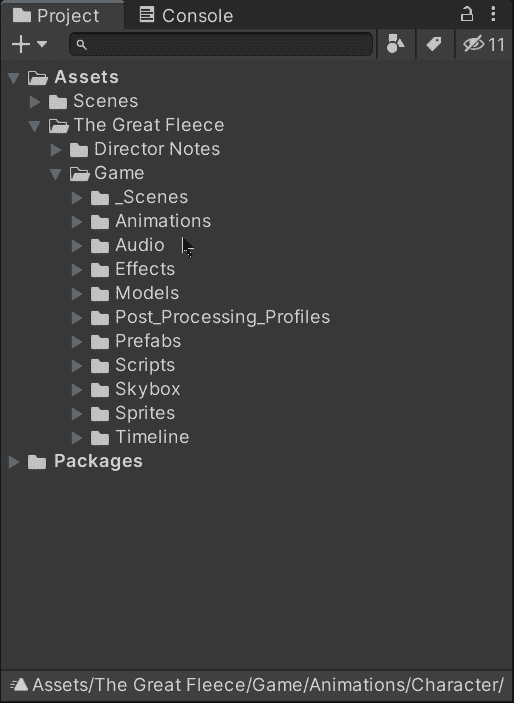 Project Console
11
Assets
Scenes
The Great Fleece
Director Notes
Game
_Scenes
Animations
Audio
Effects
Models
Post_Processing_Profiles
Prefabs
Scripts
Skybox
Sprites
Timeline
Packages
Assets/The Great Fleece/Game/Animations/Character/